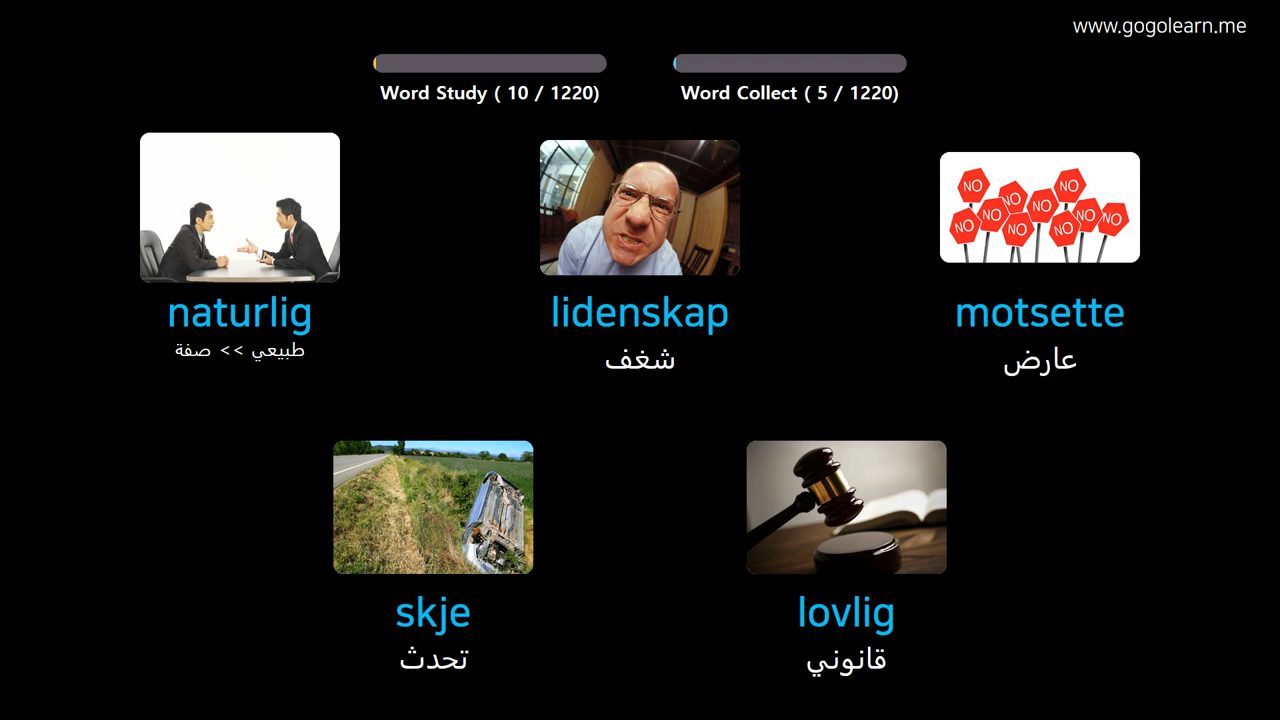 www.gogolearn.me
Word Study ( 10 / 1220)
Word Collect ( 5 / 1220)
NO NO NO NO NO NO NO NO NO NO
naturlig
طبيعي >> صفة
lidenskap
شغف
motsette
عارض
skje
تحدث
lovlig
قانوني